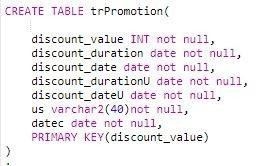 CREATE TABLE trPromotion(
discount_value INT not null,
discount_duration date not null,
discount_date date not null,
discount_durationU date not null,
discount_dateU date not null,
us varchar2(40)not null,
datec date not null,
PRIMARY KEY(discount_value)
)
;